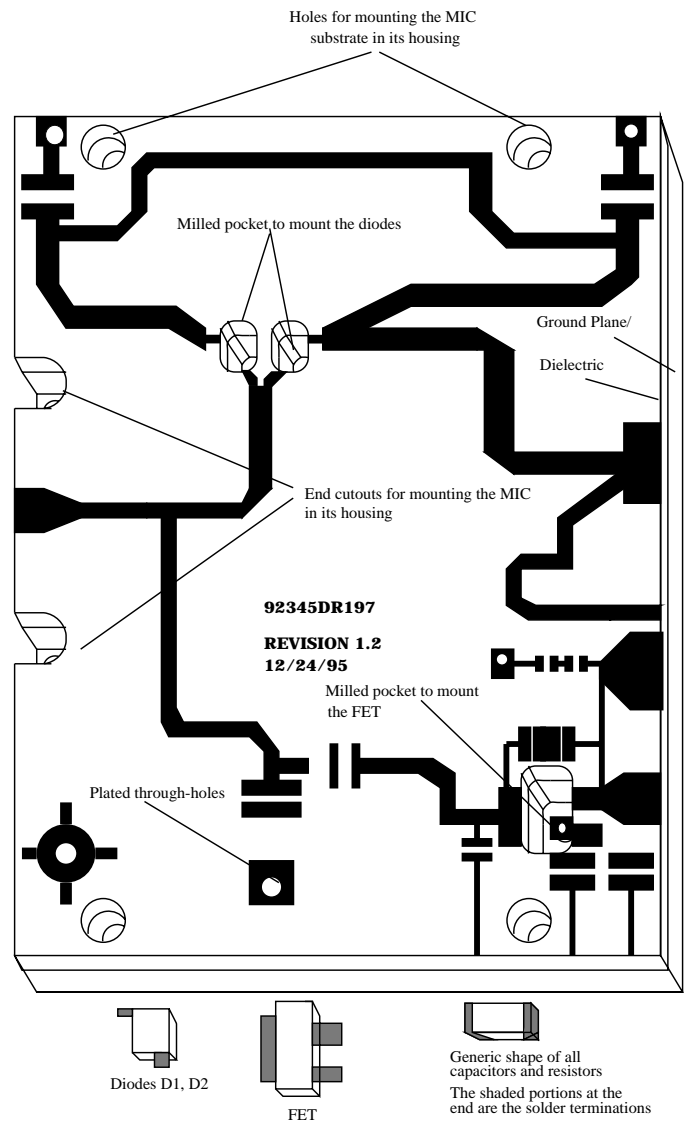 Holes for mounting the MIC
substrate in its housing
Milled pocket to mount the diodes
Ground Plane/
Dielectric
End cutouts for mounting the MIC
in its housing
92345DR197
REVISION 1.2
12/24/95
Milled pocket to mount
the FET
Plated through-holes
Diodes D1, D2
FET
Generic shape of all
capacitors and resistors
The shaded portions at the
end are the solder terminations